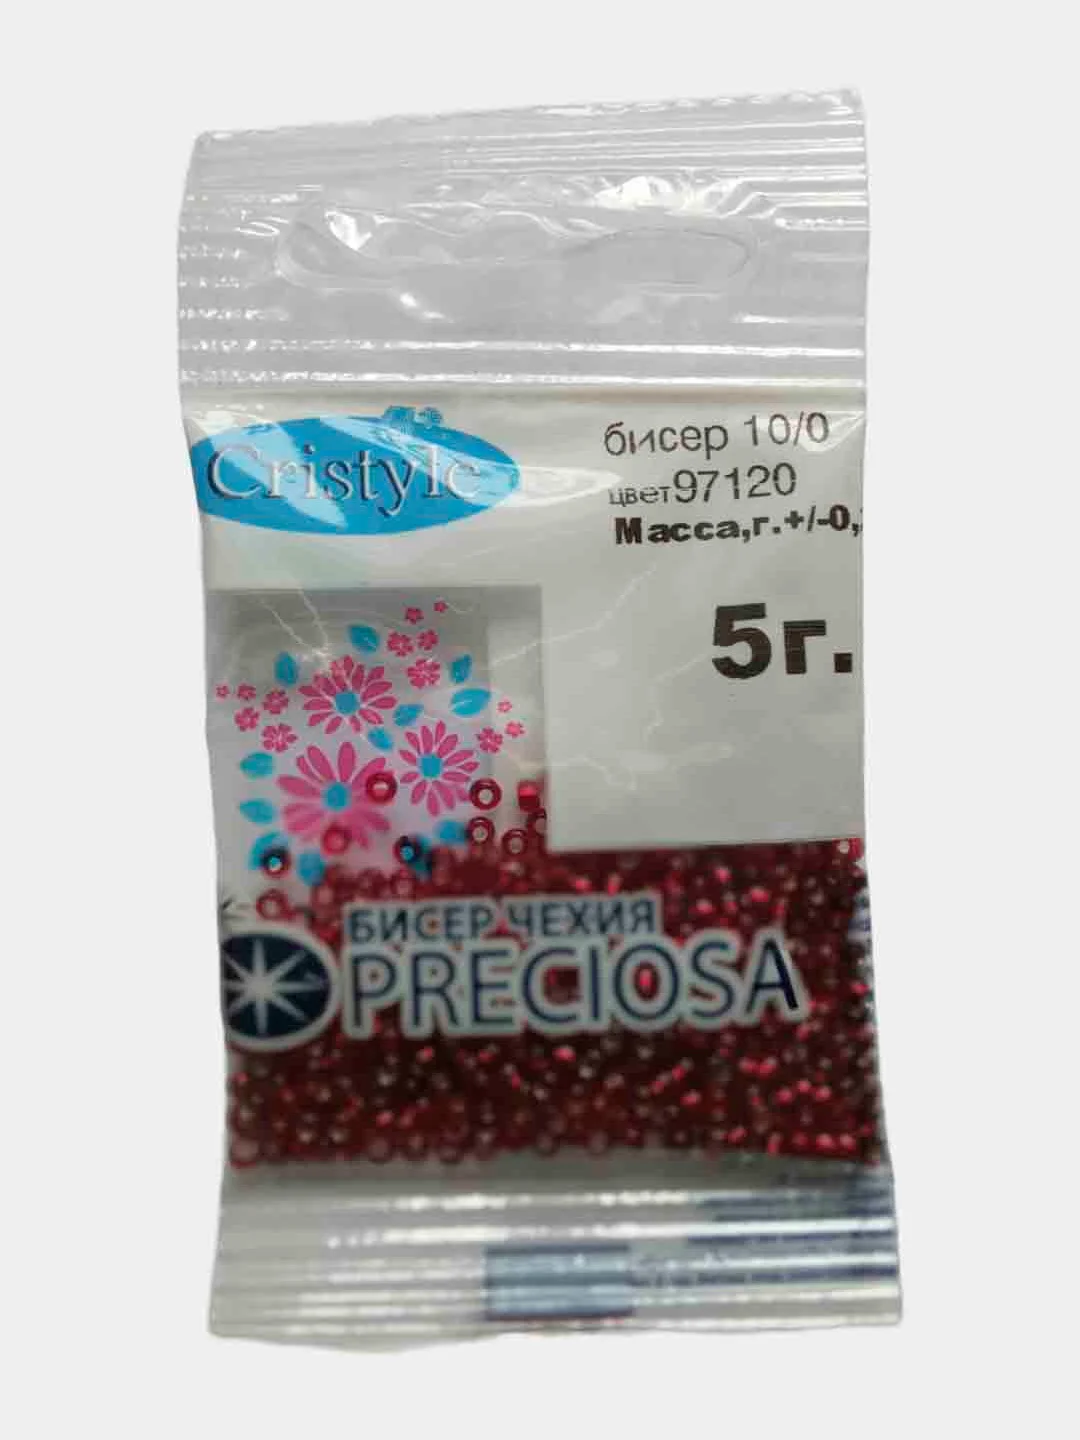 Cristyle
бисер 10/0
цвет97120
Масса,г.+/-0,
5г.
БИСЕР ЧЕХИЯ
PRECIOSA